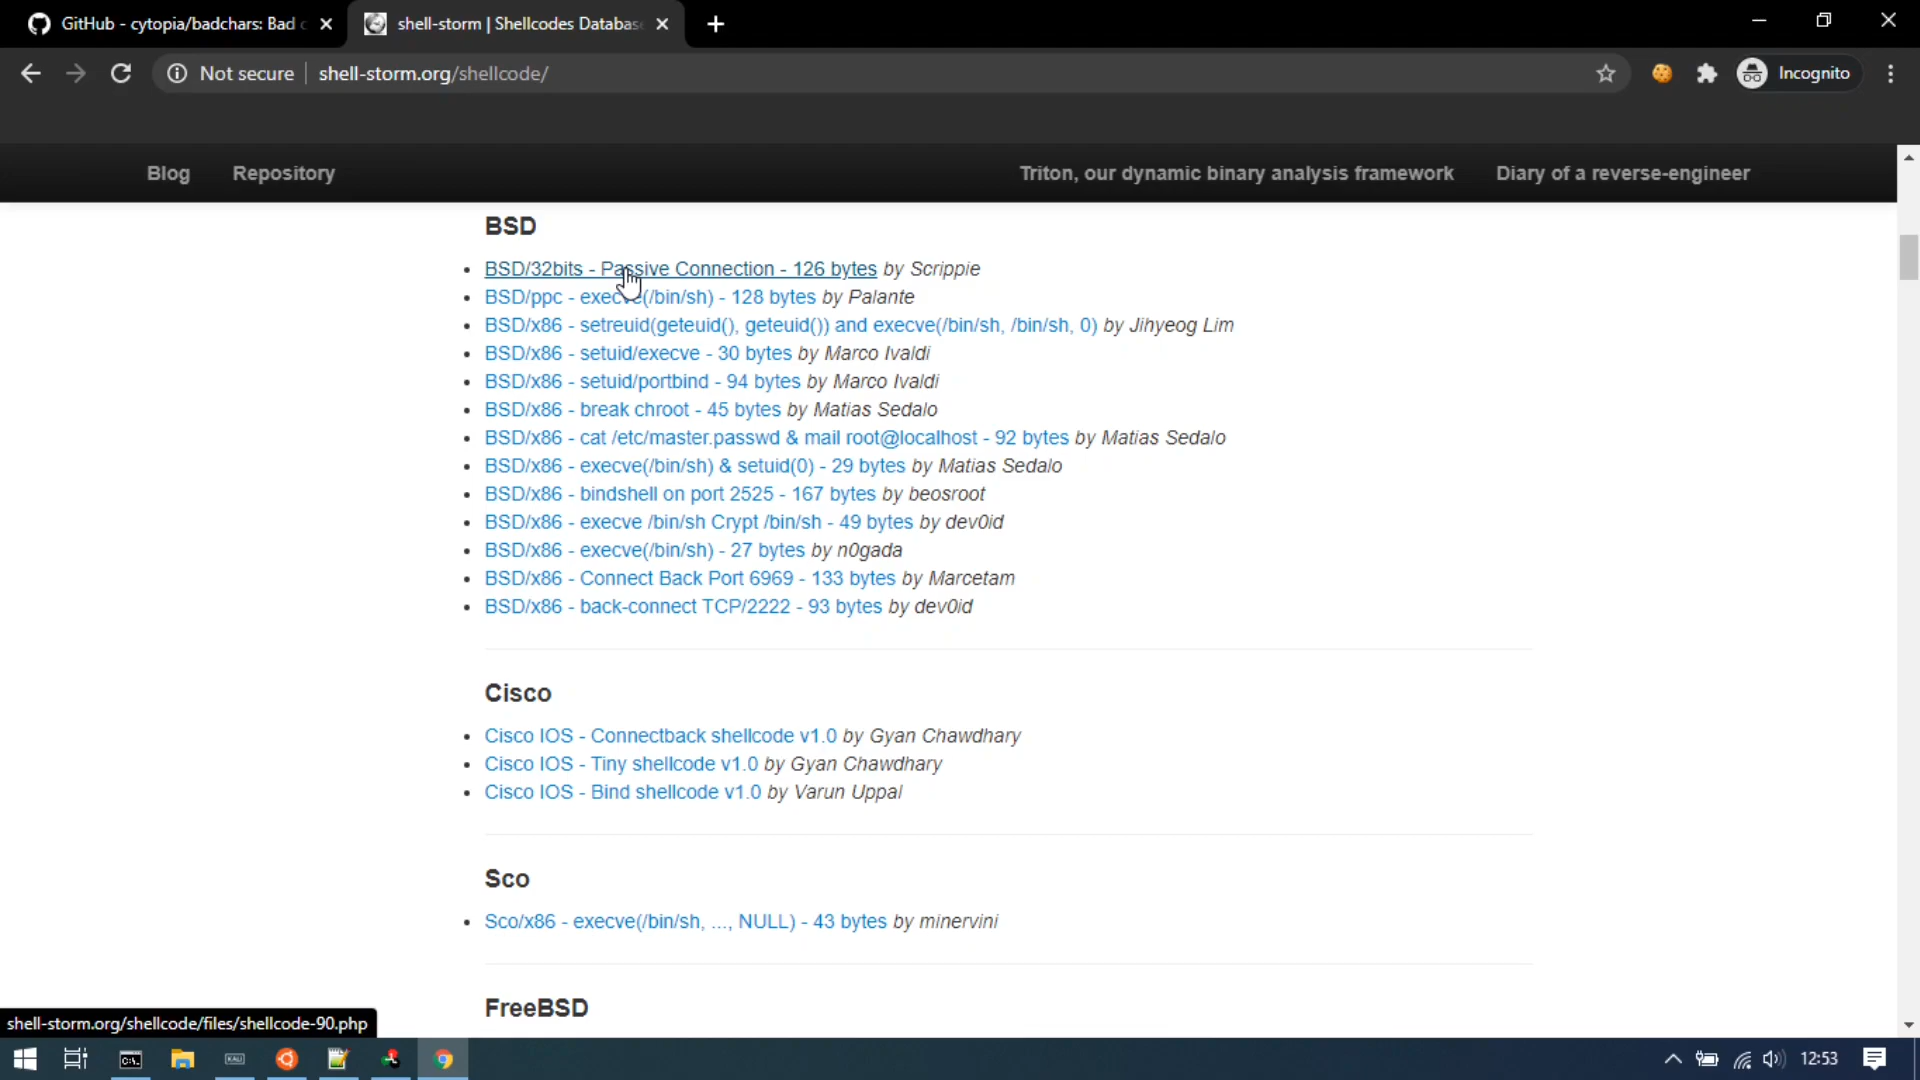 GitHub - cytopia/badchars: Bad c
shell-storm | Shellcodes Databas
Not secure
shell-storm.org/shellcode/
Incognito
Blog
Repository
Triton, our dynamic binary analysis framework
Diary of a reverse-engineer
BSD
BSD/32bits - Passive Connection - 126 bytes by Scrippie
BSD/ppc - execve(/bin/sh) - 128 bytes by Palante
BSD/x86 - setreuid(geteuid(), geteuid()) and execve(/bin/sh, /bin/sh, 0) by Jihyeog Lim
BSD/x86 - setuid/execve - 30 bytes by Marco Ivaldi
BSD/x86 - setuid/portbind - 94 bytes by Marco Ivaldi
BSD/x86 - break chroot - 45 bytes by Matias Sedalo
BSD/x86 - cat /etc/master.passwd & mail root@localhost - 92 bytes by Matias Sedalo
BSD/x86 - execve(/bin/sh) & setuid(0) - 29 bytes by Matias Sedalo
BSD/x86 - bindshell on port 2525 - 167 bytes by beosroot
BSD/x86 - execve /bin/sh Crypt /bin/sh - 49 bytes by dev0id
BSD/x86 - execve(/bin/sh) - 27 bytes by n0gada
BSD/x86 - Connect Back Port 6969 - 133 bytes by Marcetam
BSD/x86 - back-connect TCP/2222 - 93 bytes by dev0id
Cisco
Cisco IOS - Connectback shellcode v1.0 by Gyan Chawdhary
Cisco IOS - Tiny shellcode v1.0 by Gyan Chawdhary
Cisco IOS - Bind shellcode v1.0 by Varun Uppal
Sco
Sco/x86 - execve(/bin/sh, ..., NULL) - 43 bytes by minervini
FreeBSD
shell-storm.org/shellcode/files/shellcode-90.php
KALI
12:53